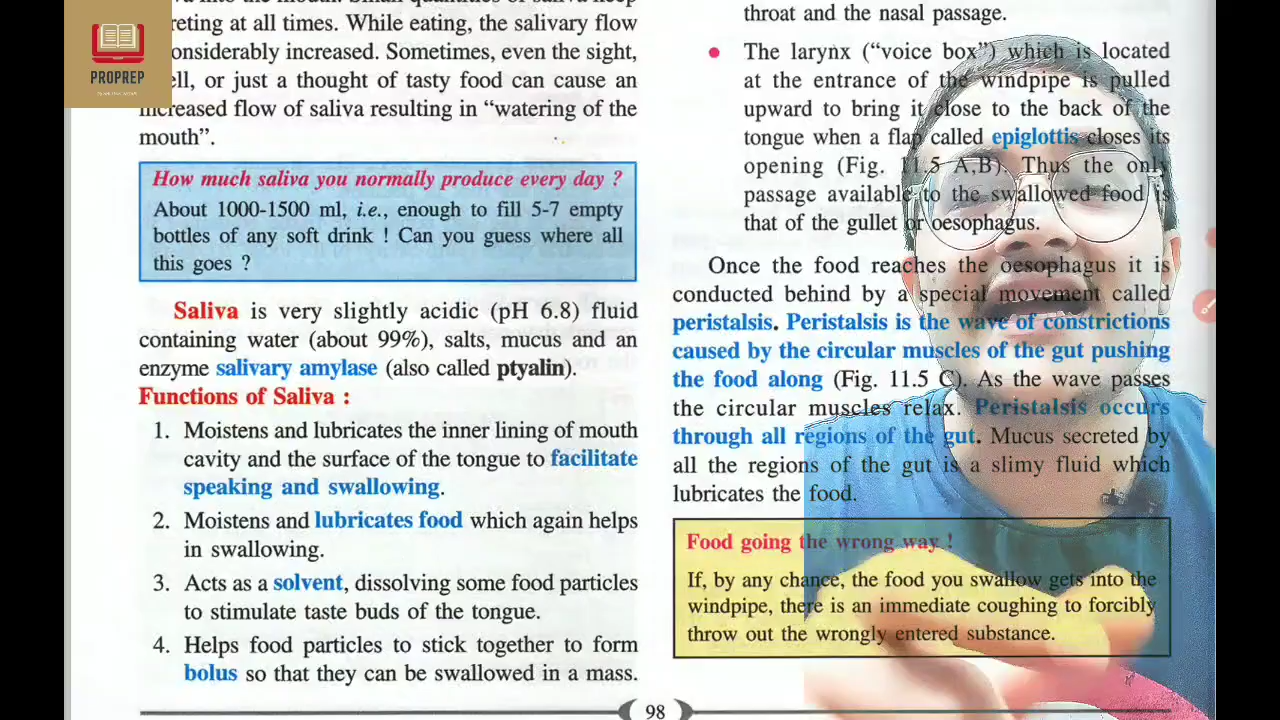 PROPREP
into the mouth. Small quantities of saliva keep
reting at all times. While eating, the salivary flow
onsiderably increased. Sometimes, even the sight,
ell, or just a thought of tasty food can cause an
increased flow of saliva resulting in “watering of the
mouth”.
How much saliva you normally produce every day ?
About 1000-1500 ml, i.e., enough to fill 5-7 empty
bottles of any soft drink ! Can you guess where all
this goes ?
Saliva is very slightly acidic (pH 6.8) fluid
containing water (about 99%), salts, mucus and an
enzyme salivary amylase (also called ptyalin).
Functions of Saliva :
1. Moistens and lubricates the inner lining of mouth
cavity and the surface of the tongue to facilitate
speaking and swallowing.
2. Moistens and lubricates food which again helps
in swallowing.
3. Acts as a solvent, dissolving some food particles
to stimulate taste buds of the tongue.
4. Helps food particles to stick together to form
bolus so that they can be swallowed in a mass.
throat and the nasal passage.
• The larynx (“voice box”) which is located
at the entrance of the windpipe is pulled
upward to bring it close to the back of the
tongue when a flap called epiglottis closes its
opening (Fig. 11.5 A,B). Thus the only
passage available to the swallowed food is
that of the gullet or oesophagus.
Once the food reaches the oesophagus it is
conducted behind by a special movement called
peristalsis. Peristalsis is the wave of constrictions
caused by the circular muscles of the gut pushing
the food along (Fig. 11.5 C). As the wave passes
the circular muscles relax. Peristalsis occurs
through all regions of the gut. Mucus secreted by
all the regions of the gut is a slimy fluid which
lubricates the food.
Food going the wrong way !
If, by any chance, the food you swallow gets into the
windpipe, there is an immediate coughing to forcibly
throw out the wrongly entered substance.
98